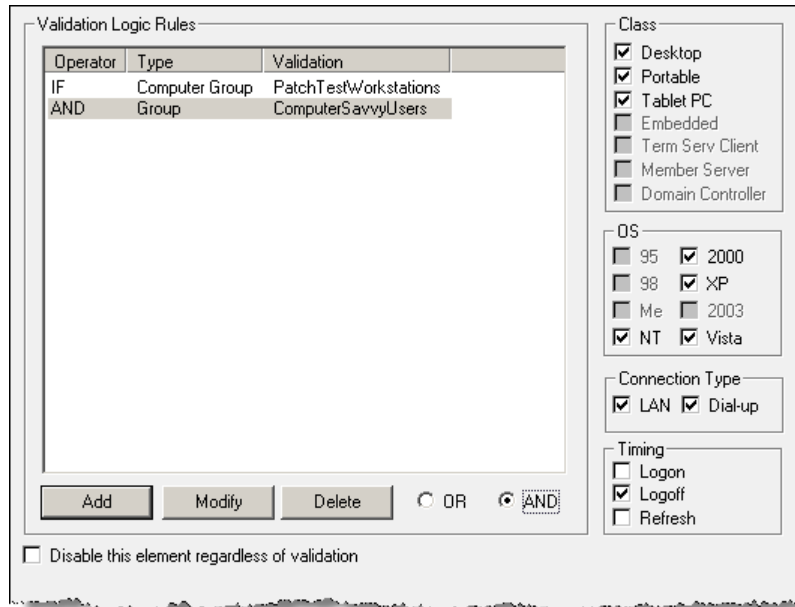 Validation Logic Rules
Operator Type Validation
IF Computer Group PatchTestWorkstations
AND Group ComputerSavvyUsers
Add Modify Delete OR AND
Disable this element regardless of validation
Class
Desktop
Portable
Tablet PC
Embedded
Term Serv Client
Member Server
Domain Controller
OS
95 2000
98 XP
Me 2003
NT Vista
Connection Type
LAN Dial-up
Timing
Logon
Logoff
Refresh